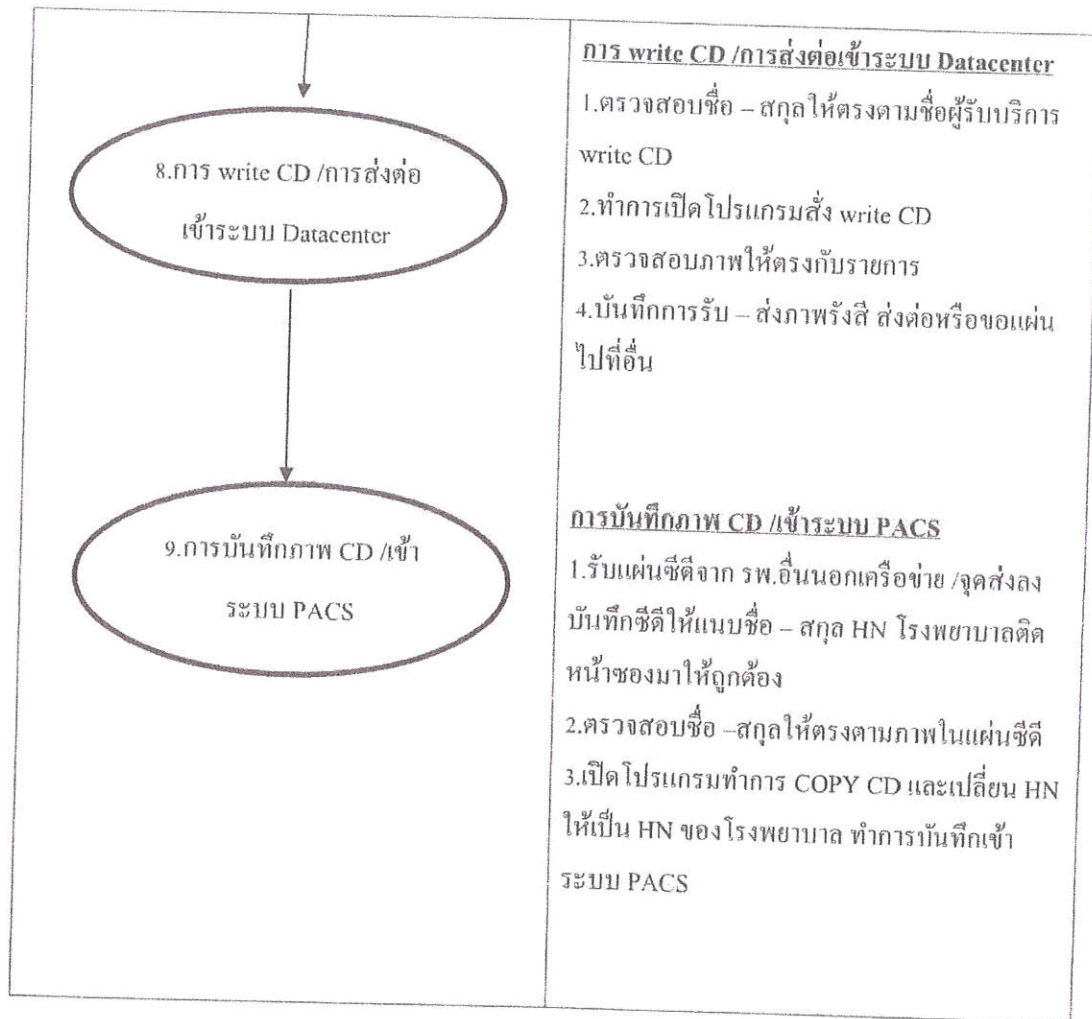 8.การ write CD /การส่งต่อ
เข้าระบบ Datacenter
9.การบันทึกภาพ CD /เข้า
ระบบ PACS
การ write CD /การส่งต่อเข้าระบบ Datacenter
1.ตรวจสอบชื่อ – สกุลให้ตรงตามชื่อผู้รับบริการ
write CD
2.ทำการเปิดโปรแกรมสั่ง write CD
3.ตรวจสอบภาพให้ตรงกับรายการ
4.บันทึกการรับ – ส่งภาพรังสี ส่งต่อหรือขอแผ่น
ไปที่อื่น
การบันทึกภาพ CD /เข้าระบบ PACS
1.รับแผ่นซีดีจาก รพ.อื่นนอกเครือข่าย /จุดส่งลง
บันทึกซีดีให้แนบชื่อ – สกุล HN โรงพยาบาลติด
หน้าซองมาให้ถูกต้อง
2.ตรวจสอบชื่อ –สกุลให้ตรงตามภาพในแผ่นซีดี
3.เปิดโปรแกรมทำการ COPY CD และเปลี่ยน HN
ให้เป็น HN ของโรงพยาบาล ทำการบันทึกเข้า
ระบบ PACS